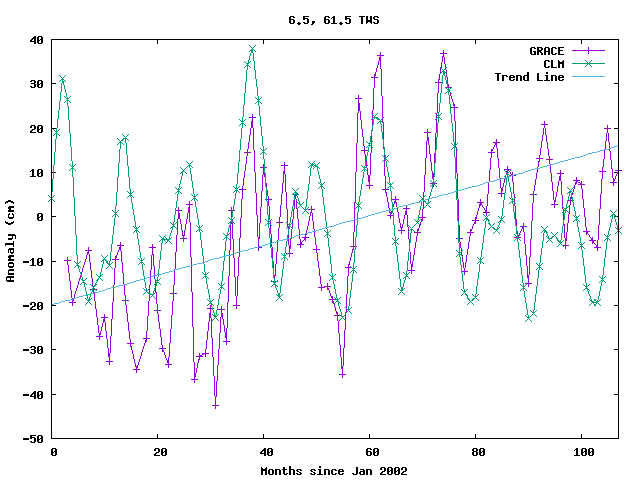 6.5, 61.5 TWS
GRACE
CLM
Trend Line
40
30
20
10
0
-10
-20
-30
-40
-50
Anomaly (cm)
0 20 40 60 80 100
Months since Jan 2002